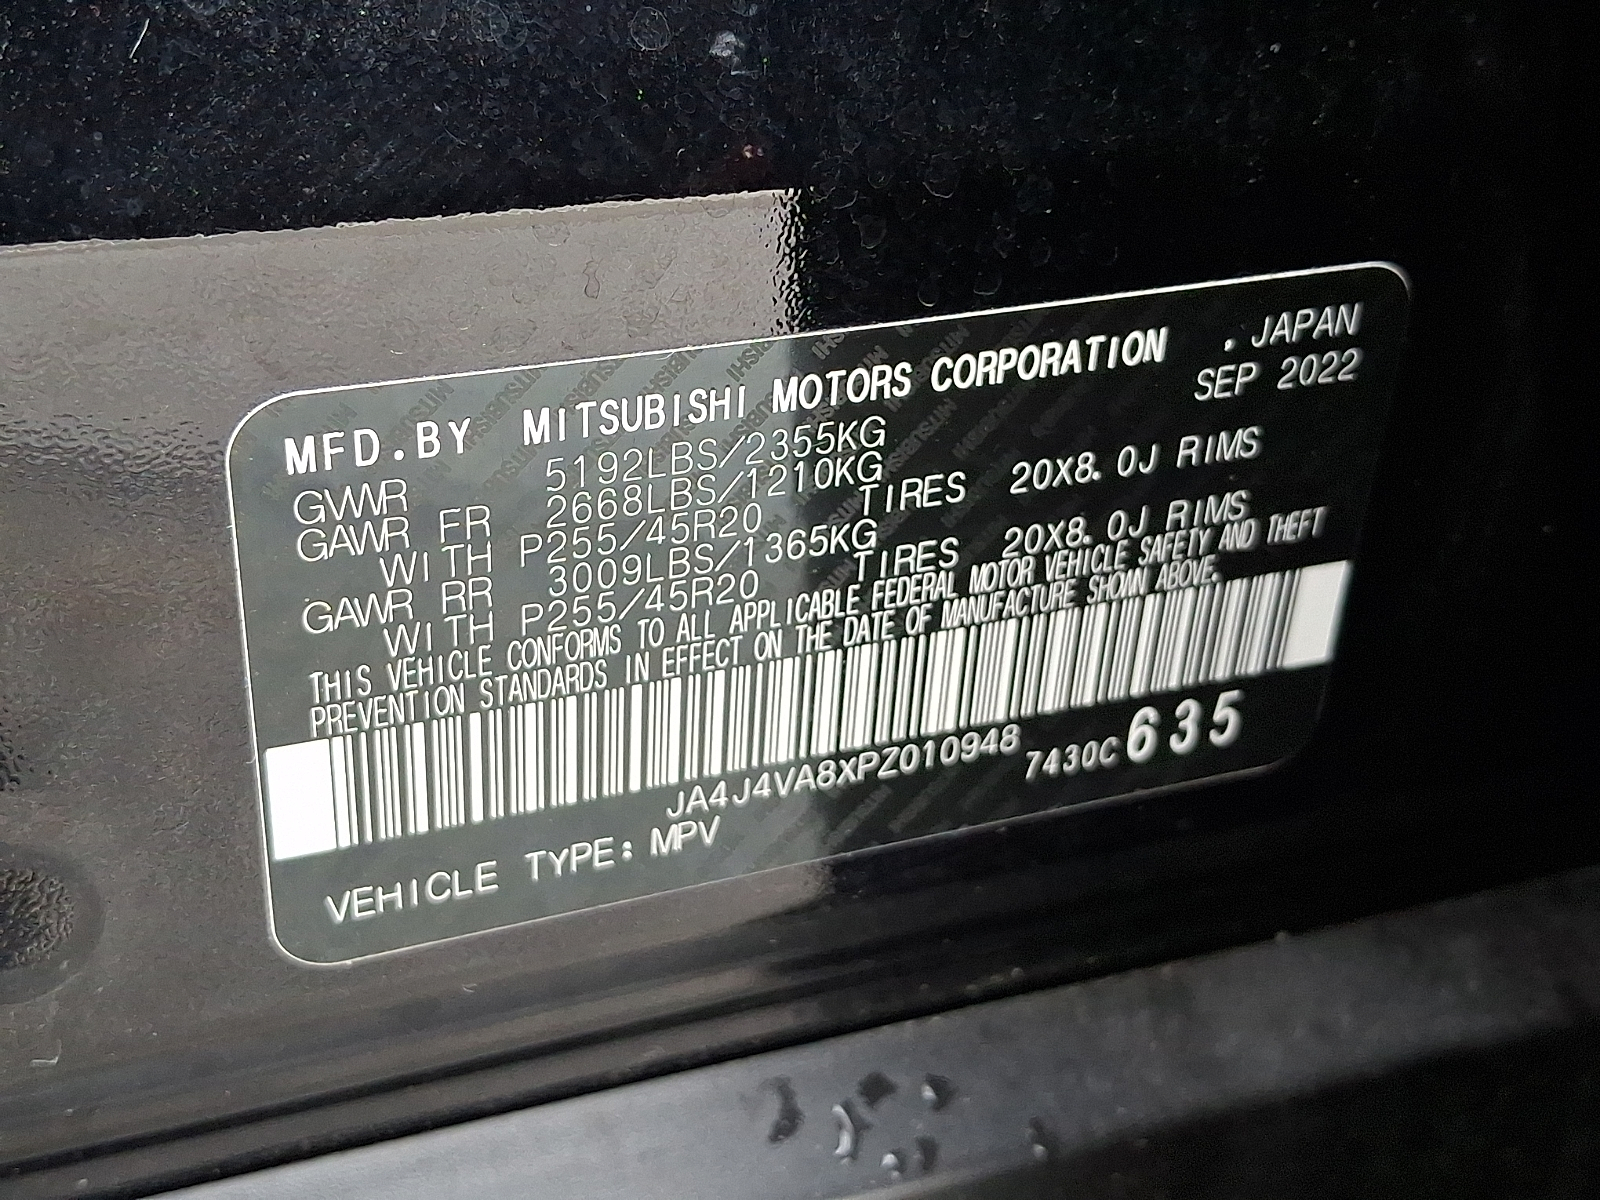 MFD.BY MITSUBISHI MOTORS CORPORATION .JAPAN
SEP 2022
GVWR 5192LBS/2355KG
GAWR FR 2668LBS/1210KG
WITH P255/45R20 TIRES 20X8.0J RIMS
GAWR RR 3009LBS/1365KG
WITH P255/45R20 TIRES 20X8.0J RIMS
THIS VEHICLE CONFORMS TO ALL APPLICABLE FEDERAL MOTOR VEHICLE SAFETY AND THEFT
PREVENTION STANDARDS IN EFFECT ON THE DATE OF MANUFACTURE SHOWN ABOVE.
JA4J4VA8XPZ010948 7430C 635
VEHICLE TYPE: MPV